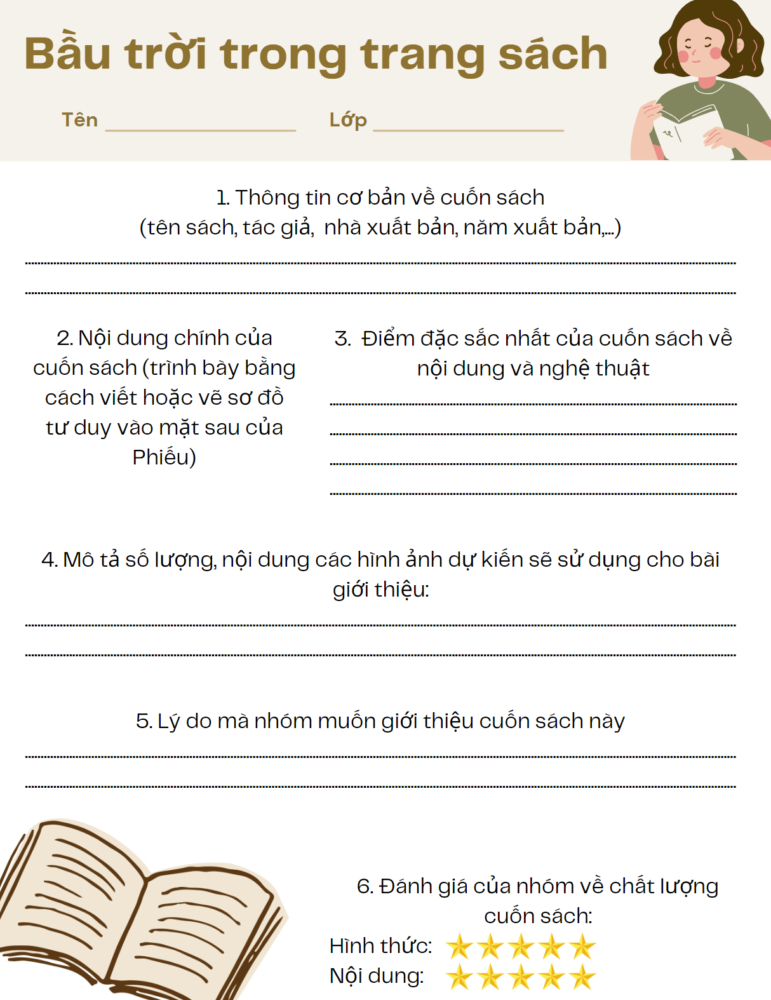 Bầu trời trong trang sách
Tên
Lớp
1. Thông tin cơ bản về cuốn sách
(tên sách, tác giả, nhà xuất bản, năm xuất bản,...)
2. Nội dung chính của
cuốn sách (trình bày bằng
cách viết hoặc vẽ sơ đồ
tư duy vào mặt sau của
Phiếu)
3. Điểm đặc sắc nhất của cuốn sách về
nội dung và nghệ thuật
4. Mô tả số lượng, nội dung các hình ảnh dự kiến sẽ sử dụng cho bài
giới thiệu:
5. Lý do mà nhóm muốn giới thiệu cuốn sách này
6. Đánh giá của nhóm về chất lượng
cuốn sách:
Hình thức:
Nội dung: